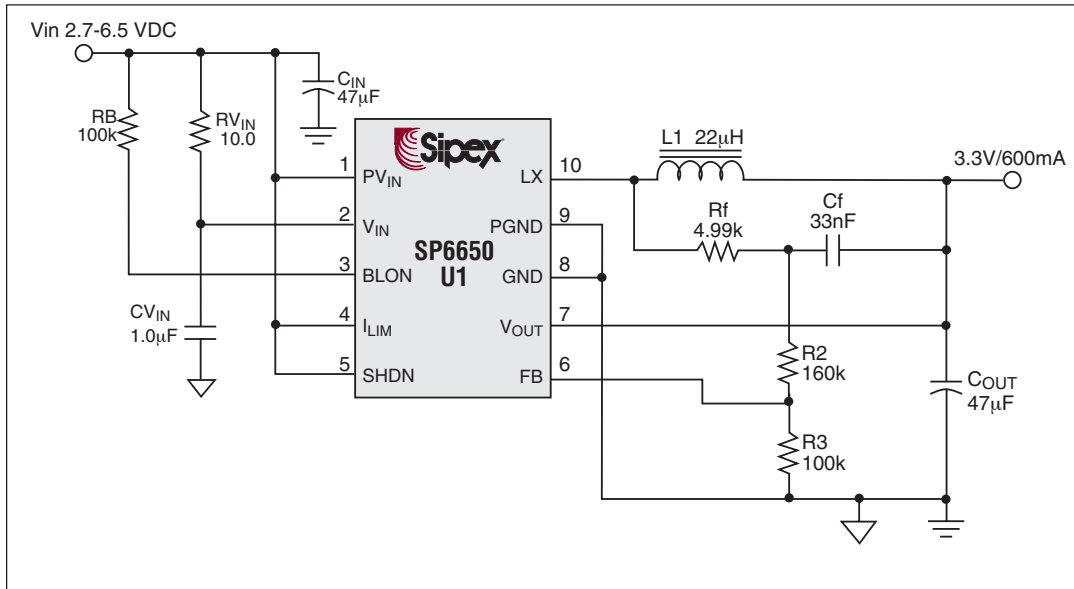 Vin 2.7-6.5 VDC
RB
100k
RVIN
10.0
CIN
47µF
CVIN
1.0µF
Sipex
SP6650
U1
1
PVIN
2
VIN
3
BLON
4
ILIM
5
SHDN
10
LX
9
PGND
8
GND
7
VOUT
6
FB
L1 22µH
3.3V/600mA
Rf
4.99k
Cf
33nF
R2
160k
R3
100k
COUT
47µF